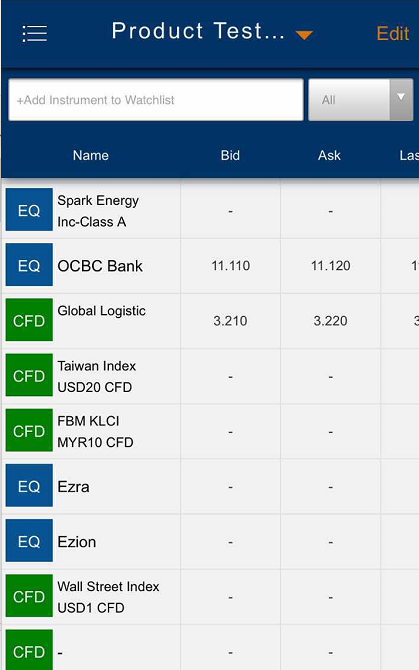 Product Test... Edit
+Add Instrument to Watchlist All
Name Bid Ask Las
EQ Spark Energy Inc-Class A - -
EQ OCBC Bank 11.110 11.120
CFD Global Logistic 3.210 3.220
CFD Taiwan Index USD20 CFD - -
CFD FBM KLCI MYR10 CFD - -
EQ Ezra - -
EQ Ezion - -
CFD Wall Street Index USD1 CFD - -
CFD - - -